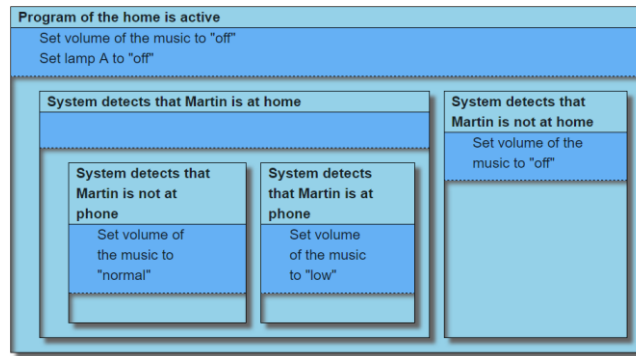 Program of the home is active
Set volume of the music to "off"
Set lamp A to "off"
System detects that Martin is at home
System detects that
Martin is not at
phone
Set volume of
the music to
"normal"
System detects
that Martin is at
phone
Set volume
of the music
to "low"
System detects that
Martin is not at home
Set volume of the
music to "off"